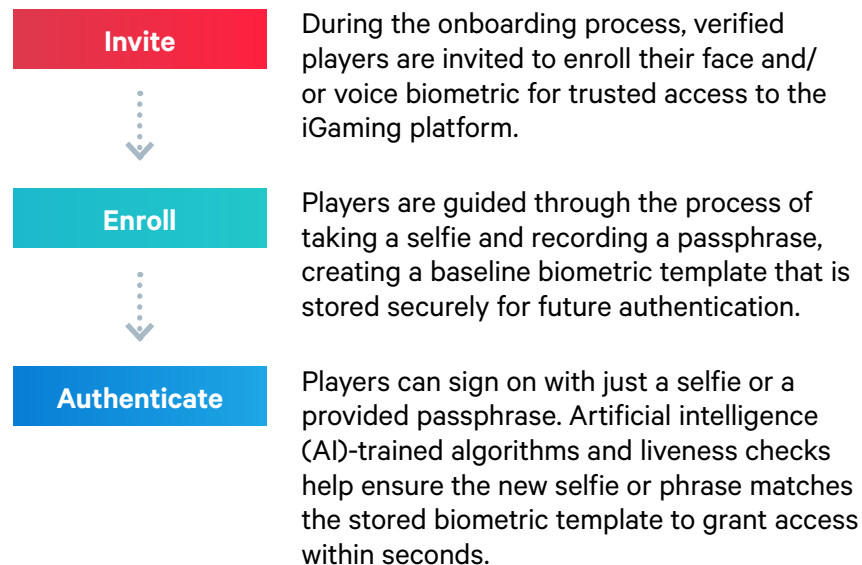 Invite
During the onboarding process, verified
players are invited to enroll their face and/
or voice biometric for trusted access to the
iGaming platform.
Enroll
Players are guided through the process of
taking a selfie and recording a passphrase,
creating a baseline biometric template that is
stored securely for future authentication.
Authenticate
Players can sign on with just a selfie or a
provided passphrase. Artificial intelligence
(AI)-trained algorithms and liveness checks
help ensure the new selfie or phrase matches
the stored biometric template to grant access
within seconds.